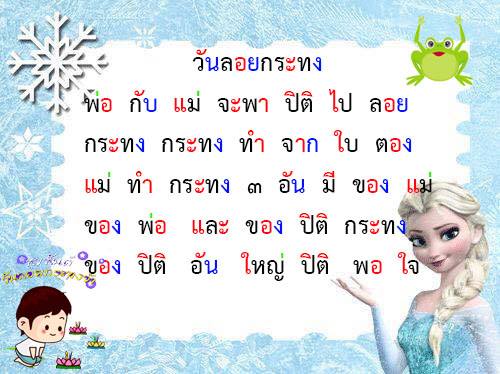 วันลอยกระทง
พ่อ กับ แม่ จะพา ปิติ ไป ลอย
กระทง กระทง ทำ จาก ใบ ตอง
แม่ ทำ กระทง ๓ อัน มี ของ แม่
ของ พ่อ และ ของ ปิติ กระทง
ของ ปิติ อัน ใหญ่ ปิติ พอ ใจ